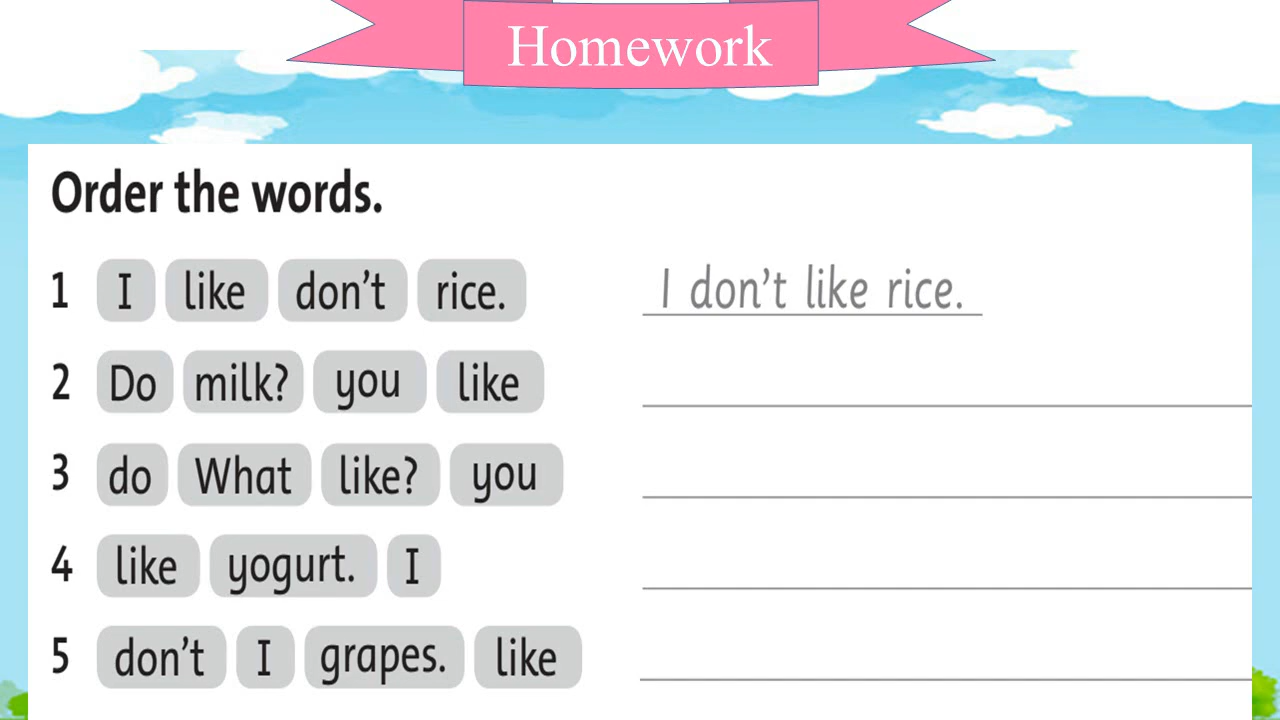 Homework
Order the words.
1 I like don't rice. I don't like rice.
2 Do milk? you like
3 do What like? you
4 like yogurt. I
5 don't I grapes. like